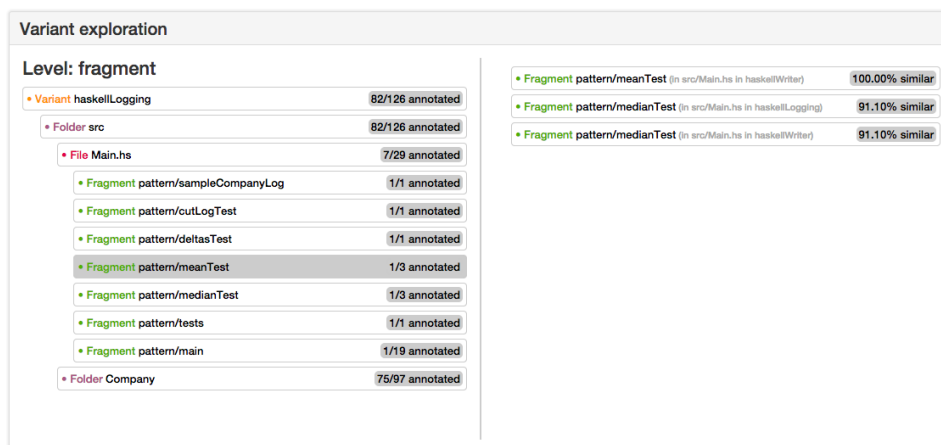 Variant exploration
Level: fragment
• Variant haskellLogging 82/126 annotated
• Folder src 82/126 annotated
• File Main.hs 7/29 annotated
• Fragment pattern/sampleCompanyLog 1/1 annotated
• Fragment pattern/cutLogTest 1/1 annotated
• Fragment pattern/deltasTest 1/1 annotated
• Fragment pattern/meanTest 1/3 annotated
• Fragment pattern/medianTest 1/3 annotated
• Fragment pattern/tests 1/1 annotated
• Fragment pattern/main 1/19 annotated
• Folder Company 75/97 annotated
• Fragment pattern/meanTest (in src/Main.hs in haskellWriter) 100.00% similar
• Fragment pattern/medianTest (in src/Main.hs in haskellLogging) 91.10% similar
• Fragment pattern/medianTest (in src/Main.hs in haskellWriter) 91.10% similar